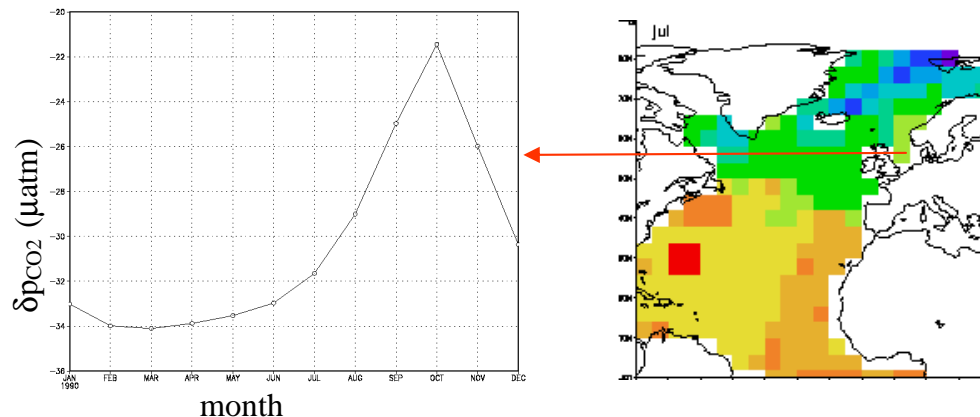 -20
-22
-24
-26
-28
-30
-32
-34
-36
δpCO2 (µatm)
JAN FEB MAR APR MAY JUN JUL AUG SEP OCT NOV DEC
1990
month
Jul